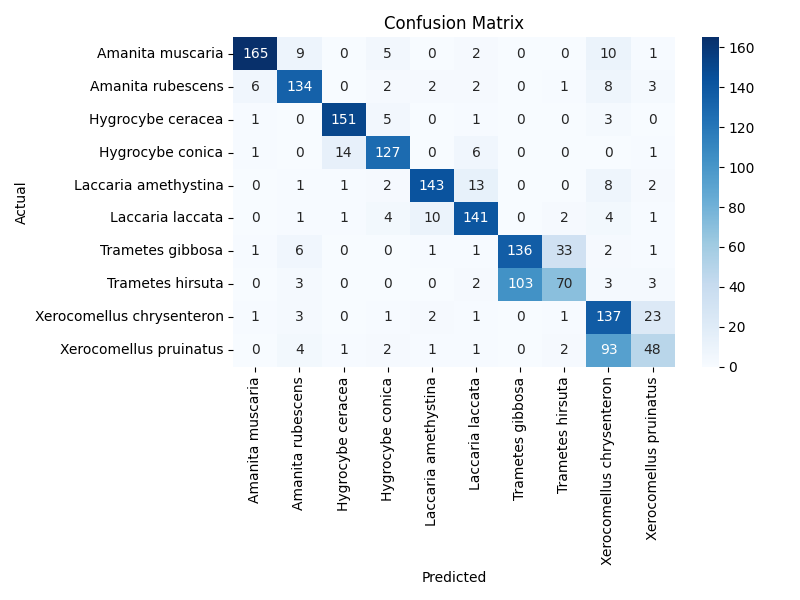 Confusion Matrix
Actual
Amanita muscaria 165 9 0 5 0 2 0 0 10 1
Amanita rubescens 6 134 0 2 2 2 0 1 8 3
Hygrocybe ceracea 1 0 151 5 0 1 0 0 3 0
Hygrocybe conica 1 0 14 127 0 6 0 0 0 1
Laccaria amethystina 0 1 1 2 143 13 0 0 8 2
Laccaria laccata 0 1 1 4 10 141 0 2 4 1
Trametes gibbosa 1 6 0 0 1 1 136 33 2 1
Trametes hirsuta 0 3 0 0 0 2 103 70 3 3
Xerocomellus chrysenteron 1 3 0 1 2 1 0 1 137 23
Xerocomellus pruinatus 0 4 1 2 1 1 0 2 93 48
Amanita muscaria
Amanita rubescens
Hygrocybe ceracea
Hygrocybe conica
Laccaria amethystina
Laccaria laccata
Trametes gibbosa
Trametes hirsuta
Xerocomellus chrysenteron
Xerocomellus pruinatus
Predicted
160
140
120
100
80
60
40
20
0